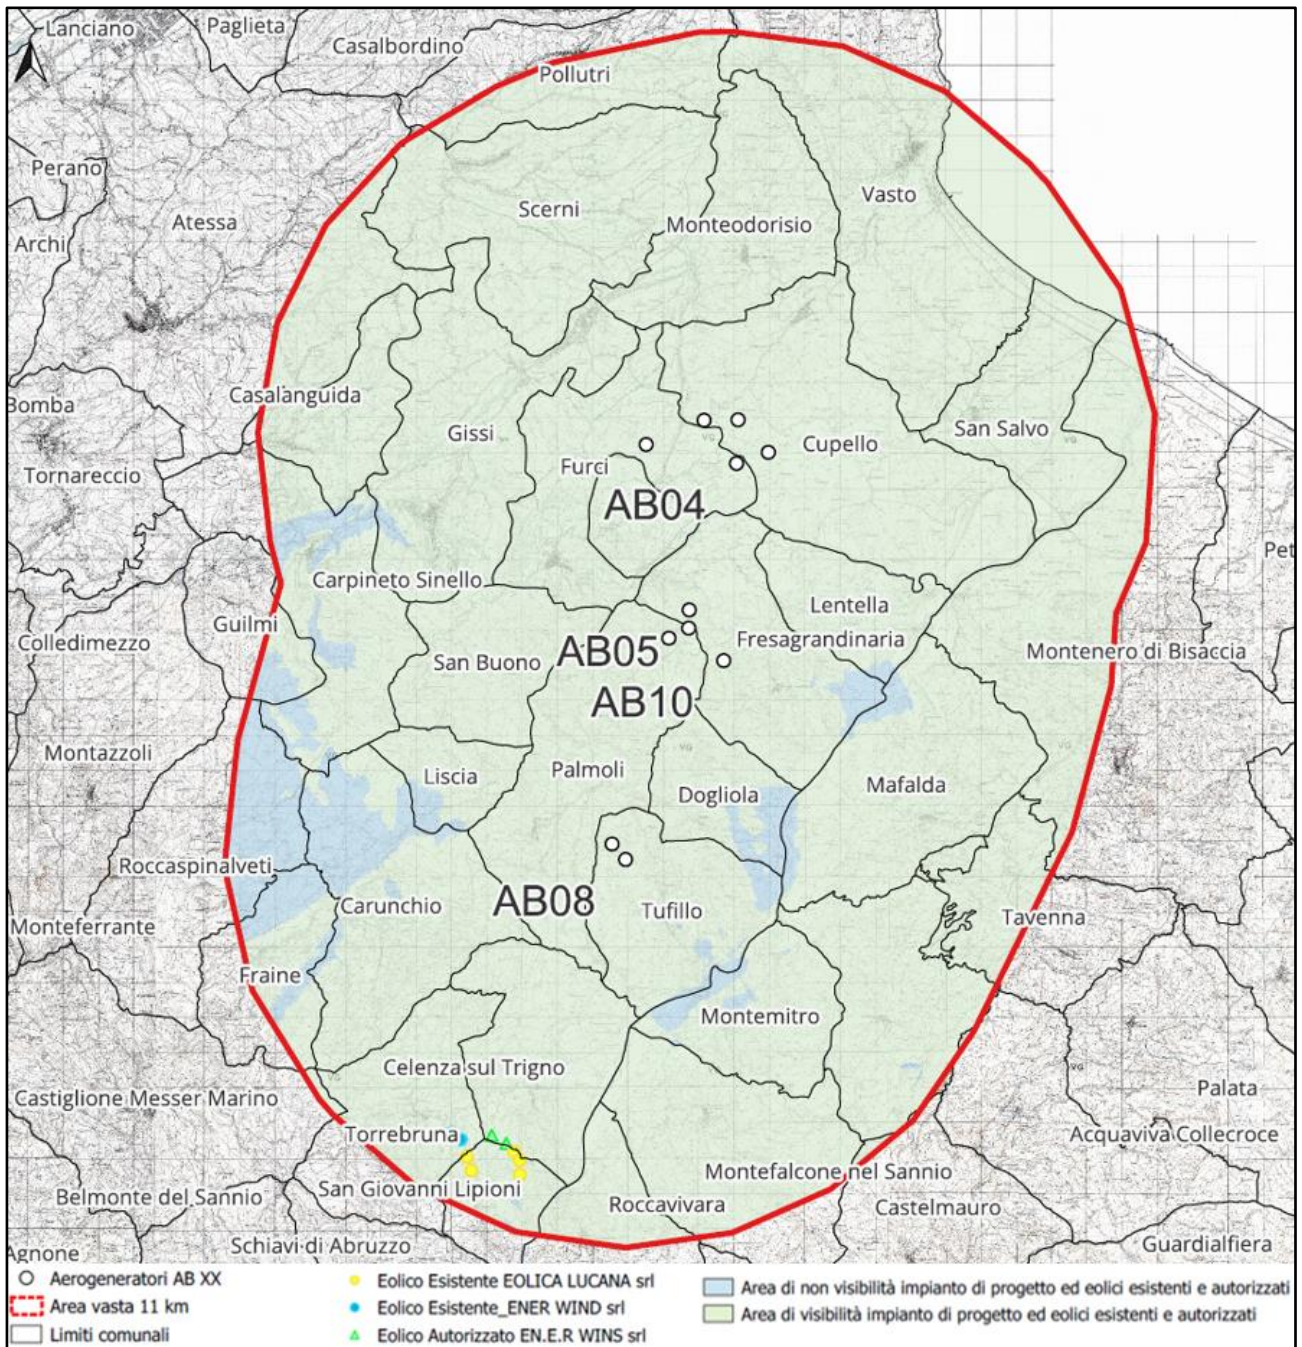 Lanciano
Paglieta
Casalbordino
Pollutri
Perano
Atessa
Scerni
Vasto
Monteodorisio
Archi
Casalanguida
Bomba
Gissi
Cupello
San Salvo
Furci
Tornareccio
AB04
Carpineto Sinello
Pet
Lentella
Guilmi
Fresagrandinaria
Colledimezzo
AB05
San Buono
Montenero di Bisaccia
AB10
Montazzoli
Liscia
Palmoli
Dogliola
Mafalda
Roccaspinalveti
AB08
Carunchio
Tufillo
Tavenna
Monteferrante
Fraine
Montemitro
Celenza sul Trigno
Castiglione Messer Marino
Palata
Torrebruna
Acquaviva Collecroce
Montefalcone nel Sannio
San Giovanni Lipioni
Belmonte del Sannio
Roccavivara
Castelmauro
Schiavi di Abruzzo
Guardialfiera
Agnone
Aerogeneratori AB XX
Area vasta 11 km
Limiti comunali
Eolico Esistente EOLICA LUCANA srl
Eolico Esistente_ENER WIND srl
Eolico Autorizzato EN.E.R WINS srl
Area di non visibilità impianto di progetto ed eolici esistenti e autorizzati
Area di visibilità impianto di progetto ed eolici esistenti e autorizzati